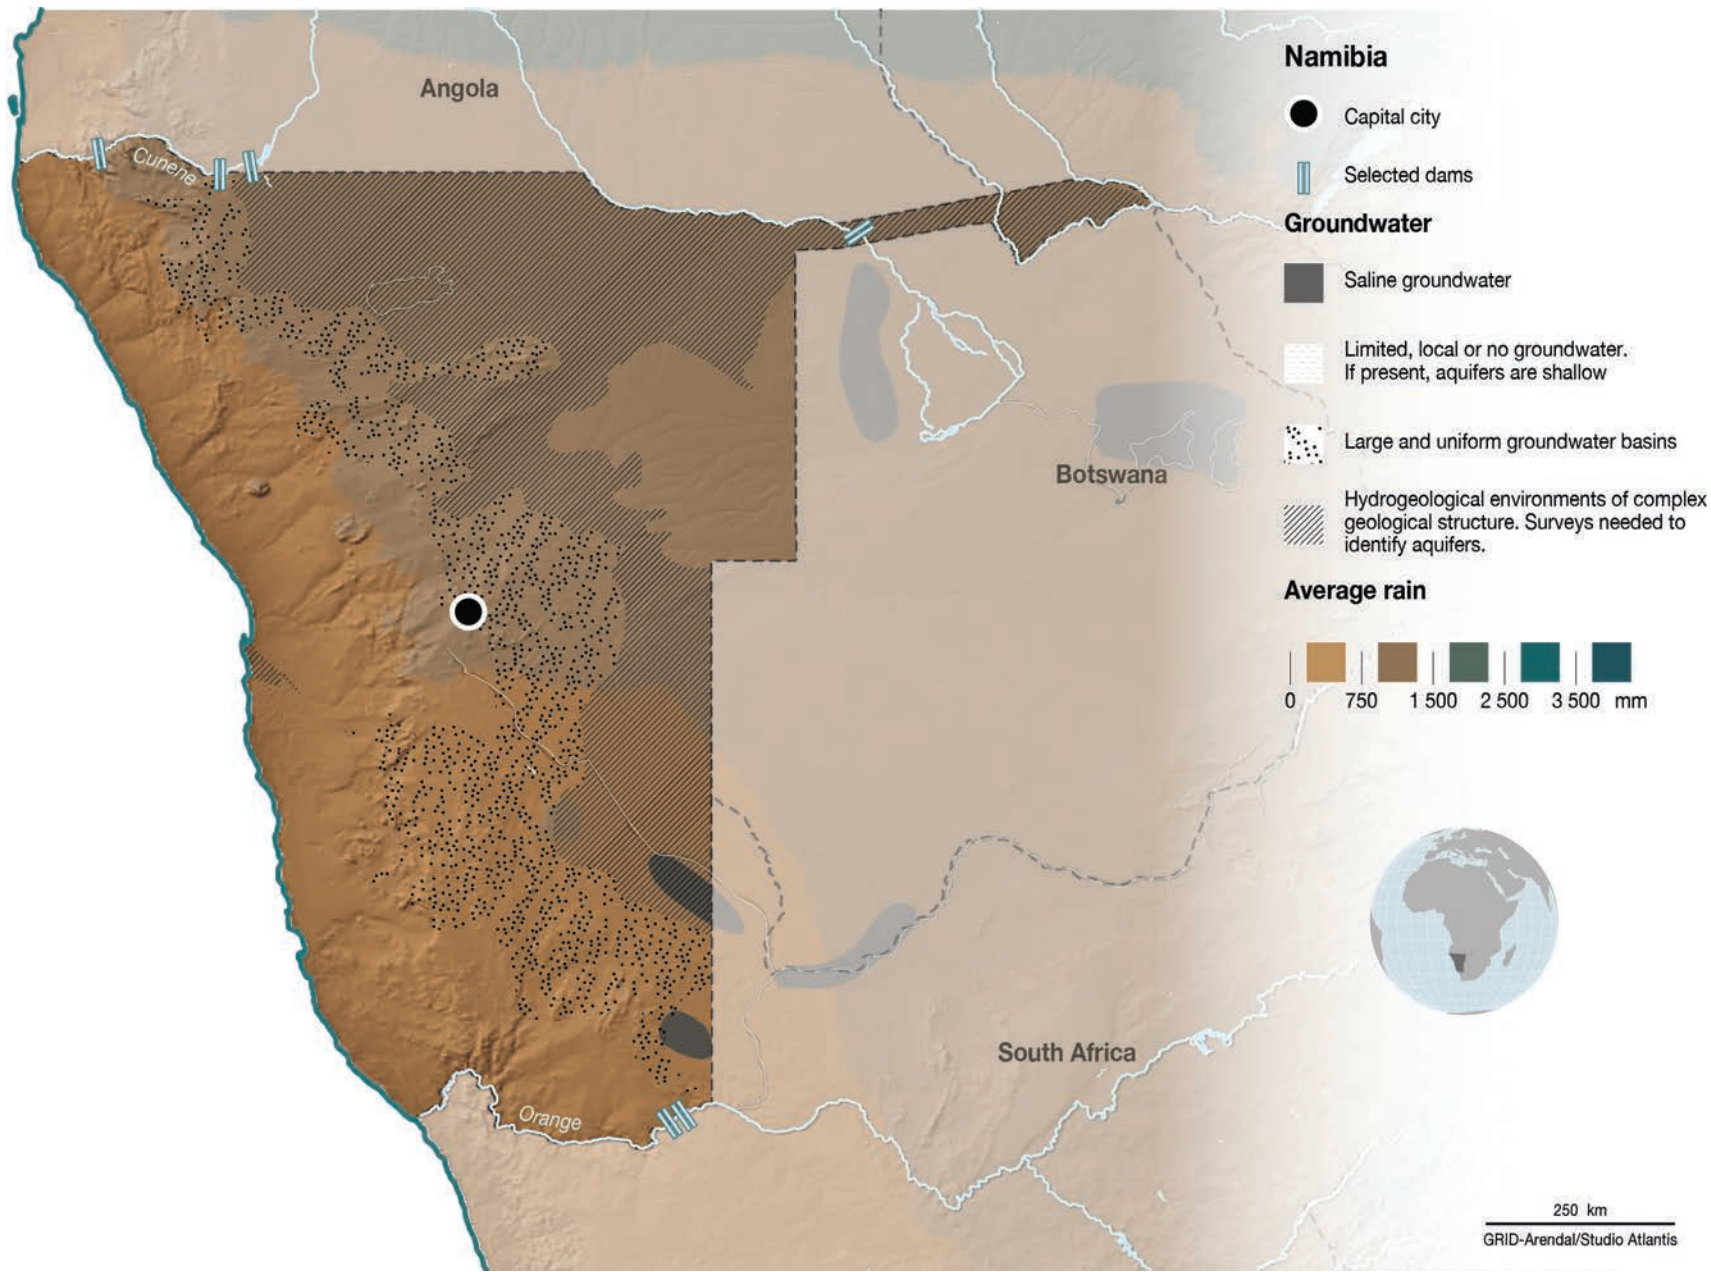 Namibia
Capital city
Selected dams
Groundwater
Saline groundwater
Limited, local or no groundwater.
If present, aquifers are shallow
Large and uniform groundwater basins
Hydrogeological environments of complex
geological structure. Surveys needed to
identify aquifers.
Average rain
0 750 1 500 2 500 3 500 mm
Angola
Cunene
Botswana
South Africa
Orange
250 km
GRID-Arendal/Studio Atlantis